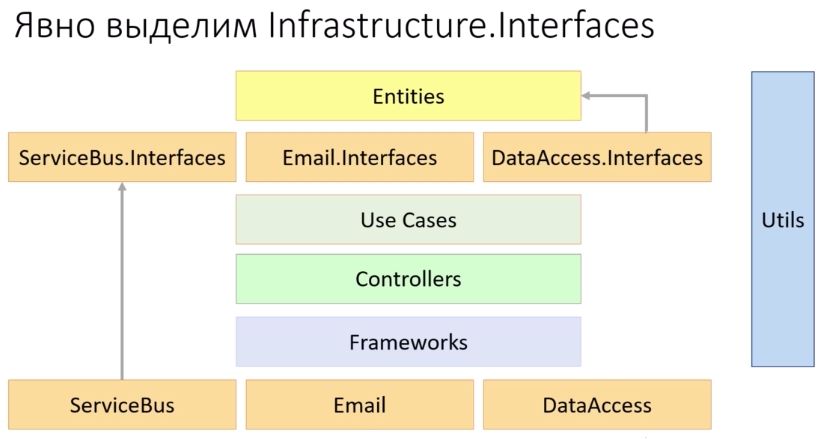 Явно выделим Infrastructure.Interfaces
Entities
ServiceBus.Interfaces
Email.Interfaces
DataAccess.Interfaces
Use Cases
Utils
Controllers
Frameworks
ServiceBus
Email
DataAccess